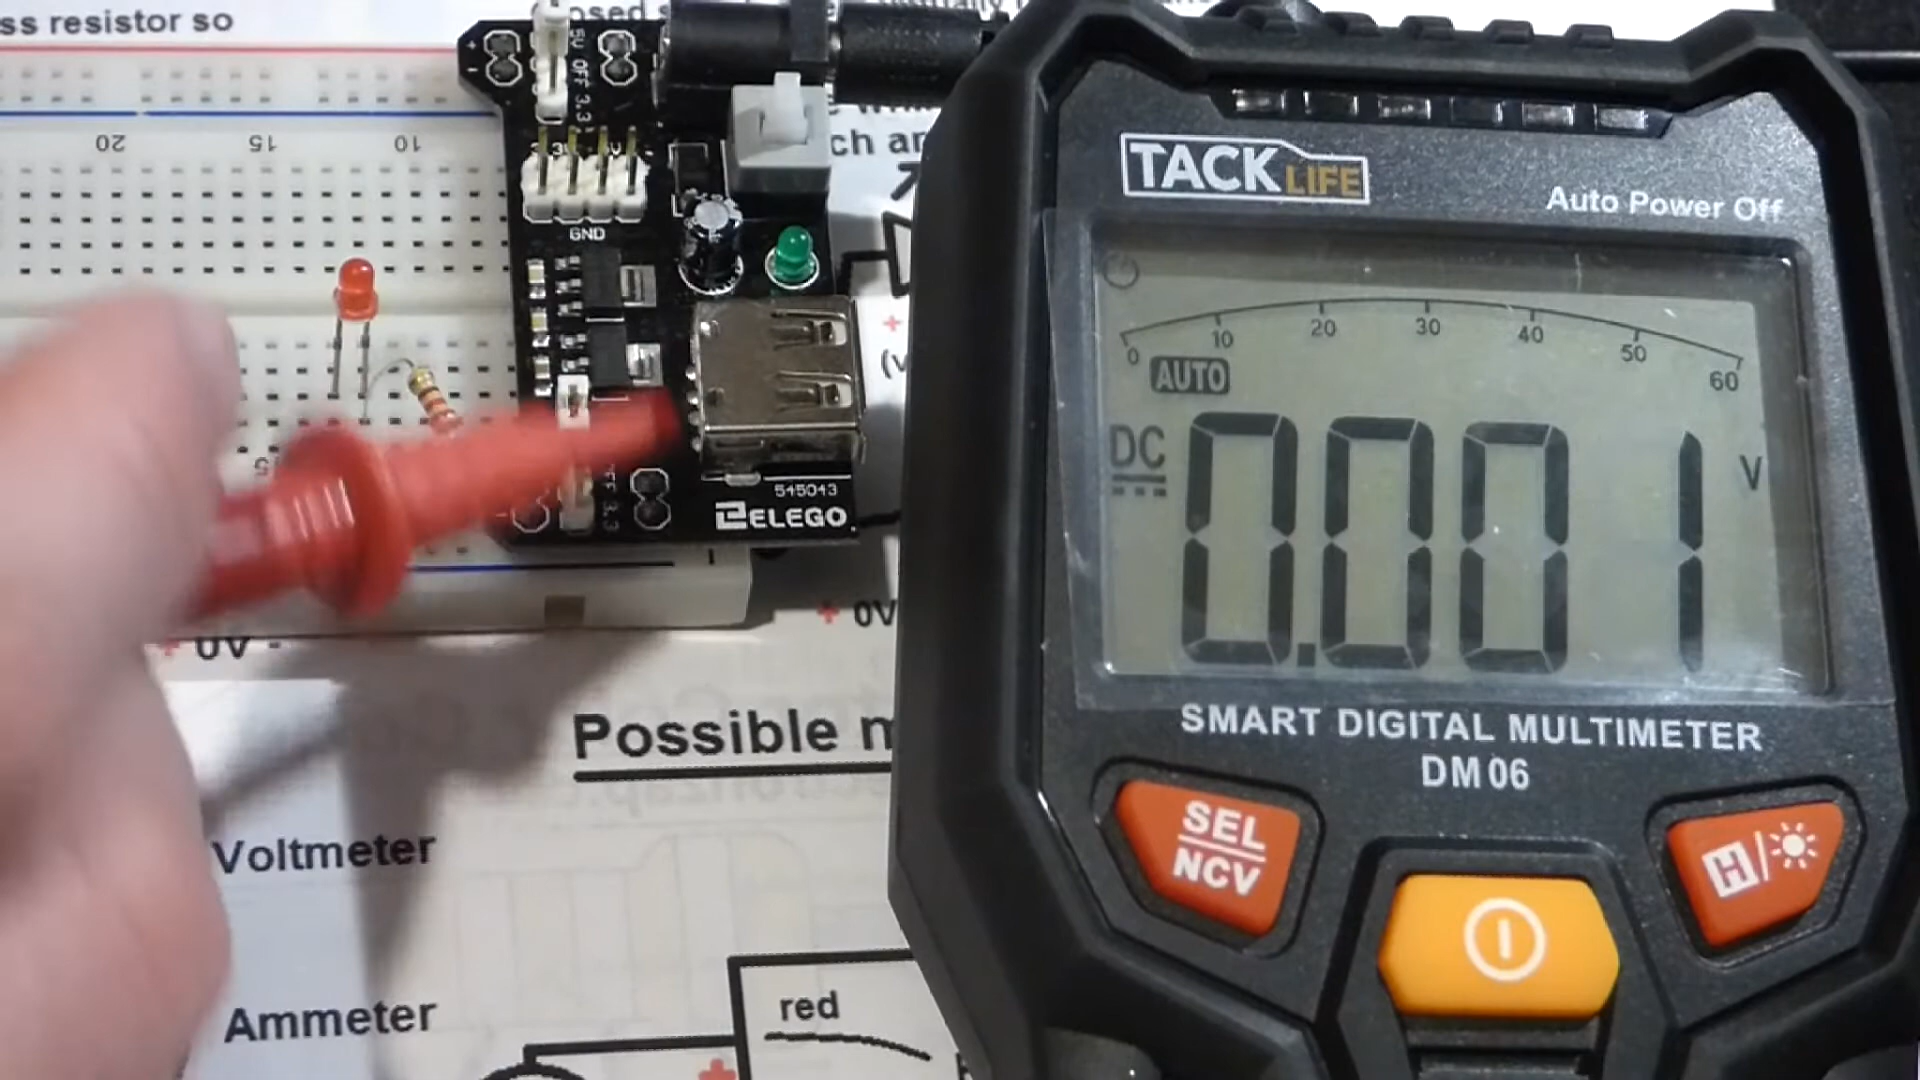 ss resistor so
20 15 10
5V OFF 3.3
GND
545043
ELEGO
+ 0V
+ 0V -
Possible
Voltmeter
Ammeter
red
+
TACK LIFE
Auto Power Off
0 10 20 30 40 50 60
AUTO
DC 0.001 V
SMART DIGITAL MULTIMETER
DM06
SEL
NCV
H/